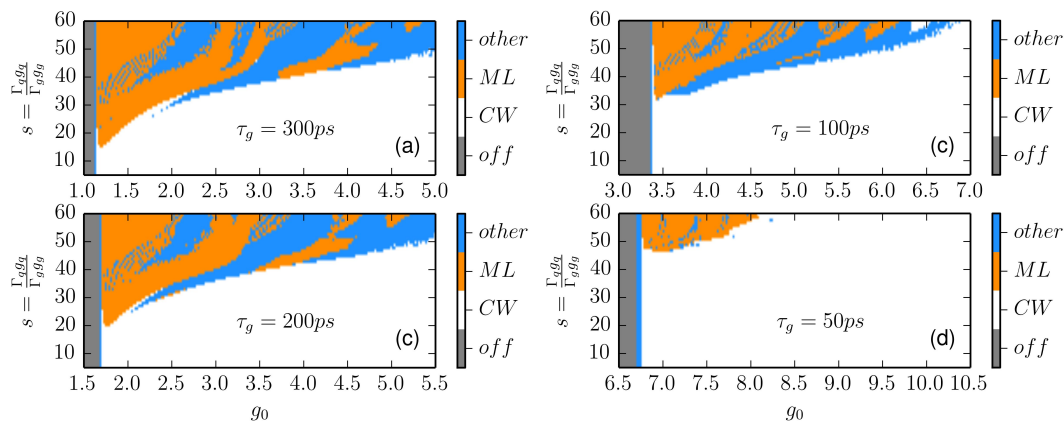 60
50
40
30
20
10
s = Γqgq/Γggg
τg = 300ps
(a)
1.0 1.5 2.0 2.5 3.0 3.5 4.0 4.5 5.0
other
ML
CW
off
60
50
40
30
20
10
s = Γqgq/Γggg
τg = 100ps
(c)
3.0 3.5 4.0 4.5 5.0 5.5 6.0 6.5 7.0
other
ML
CW
off
60
50
40
30
20
10
s = Γqgq/Γggg
τg = 200ps
(c)
1.5 2.0 2.5 3.0 3.5 4.0 4.5 5.0 5.5
g0
other
ML
CW
off
60
50
40
30
20
10
s = Γqgq/Γggg
τg = 50ps
(d)
6.5 7.0 7.5 8.0 8.5 9.0 9.5 10.0 10.5
g0
other
ML
CW
off